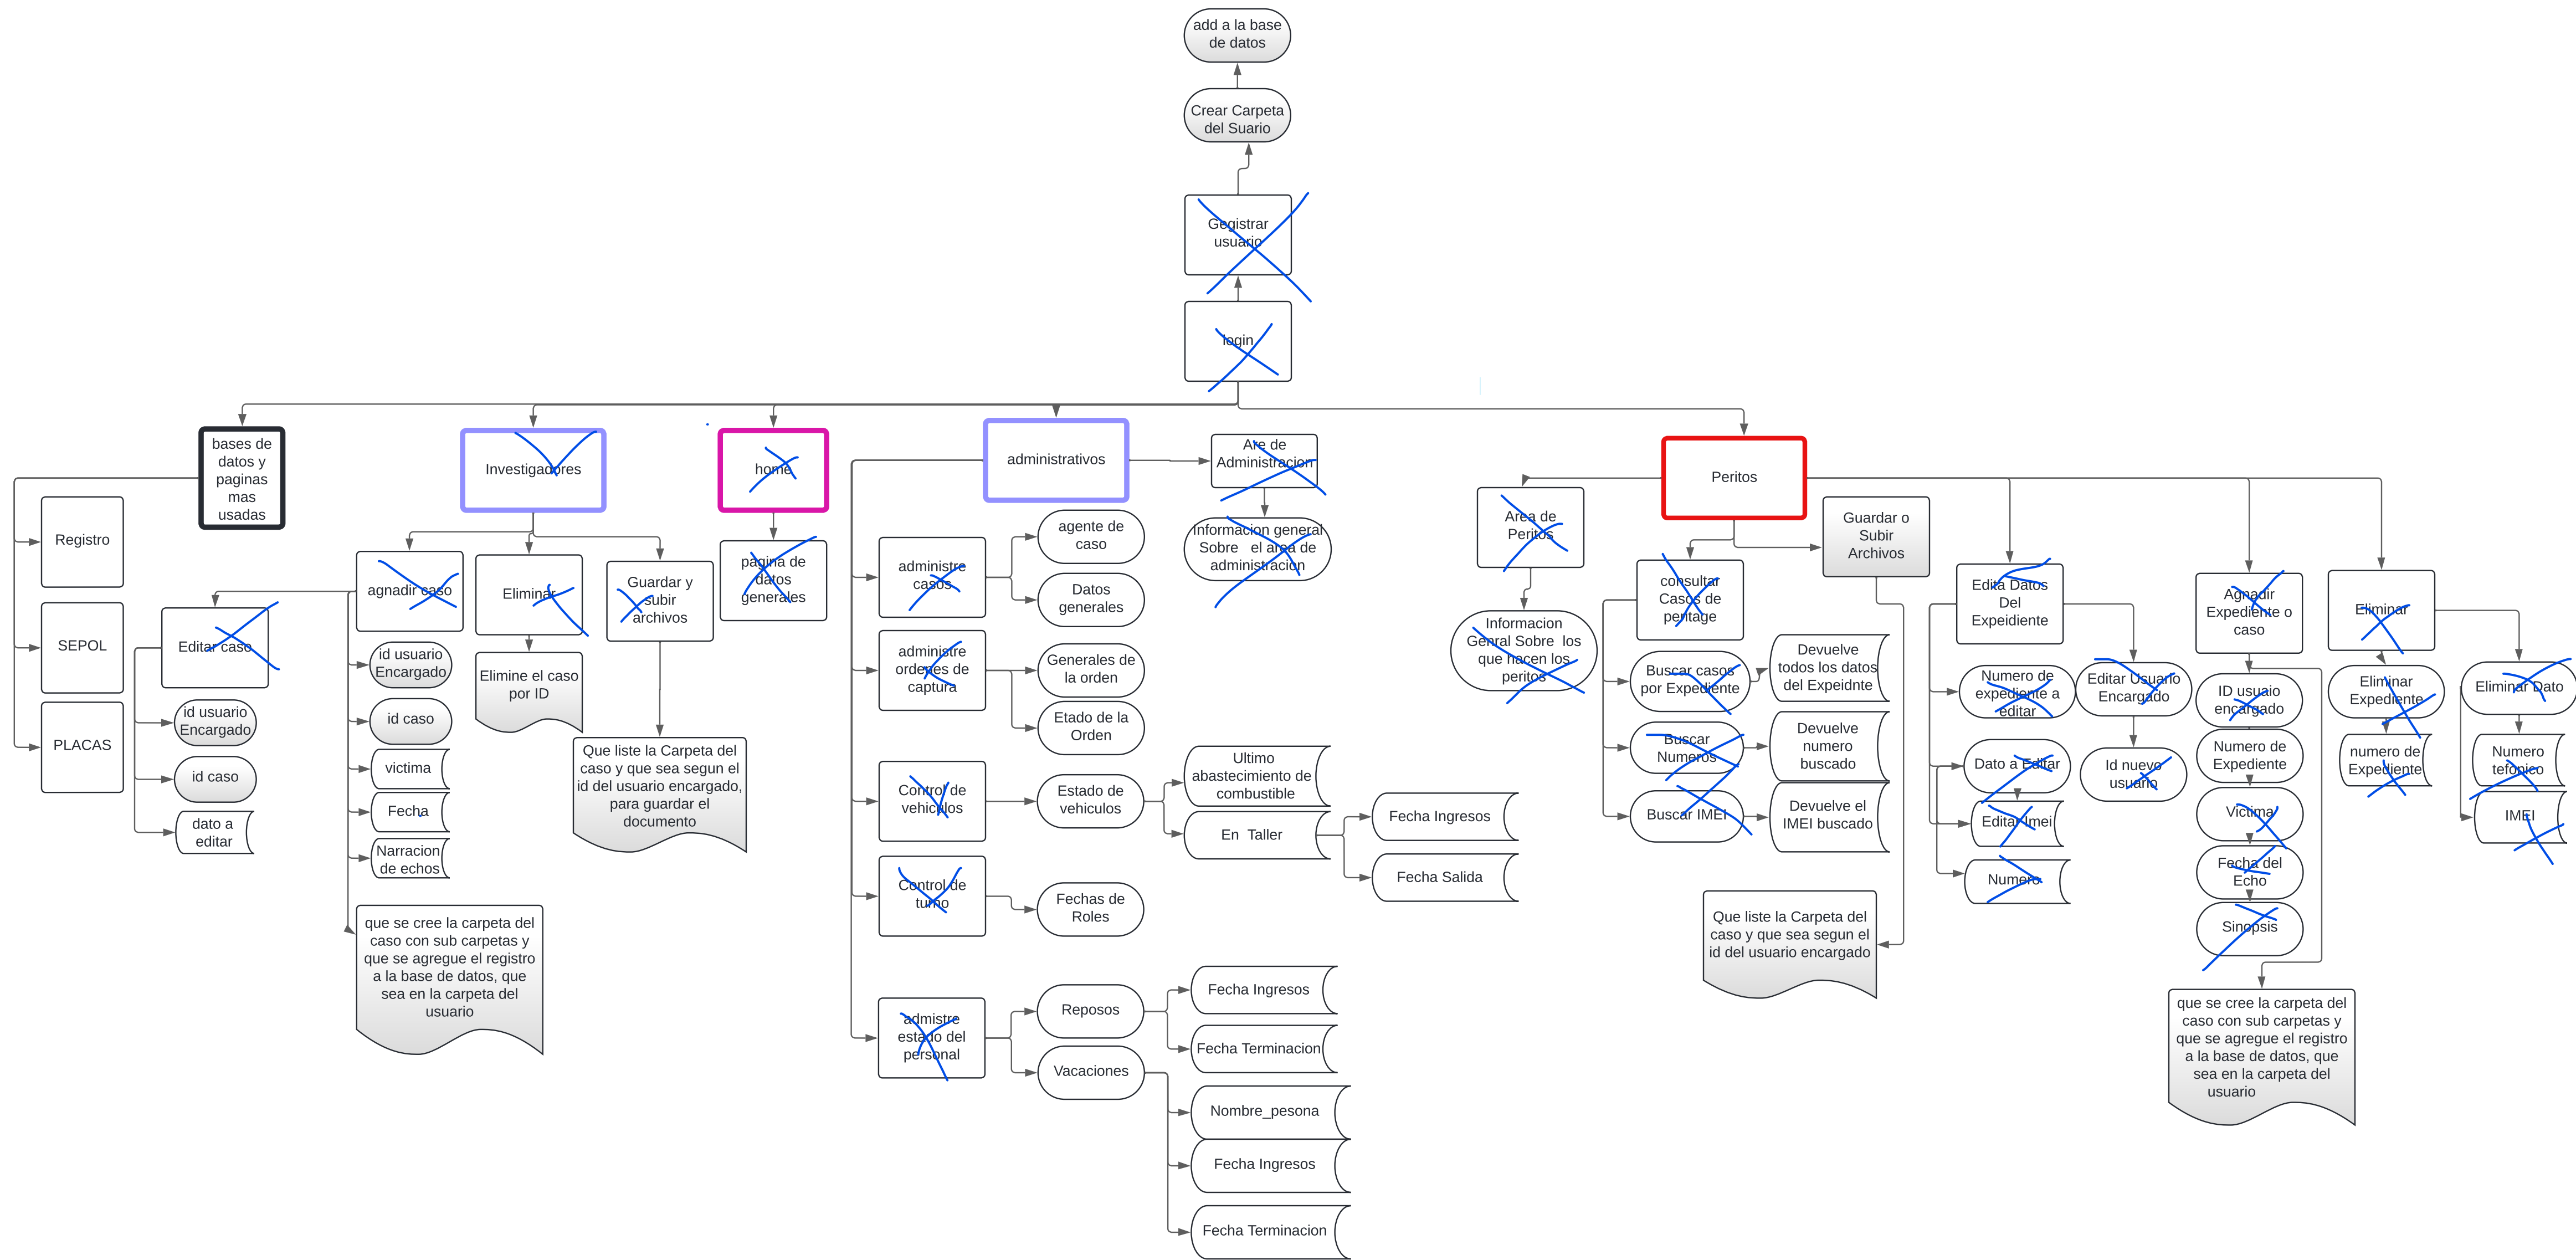 add a la base
de datos
Crear Carpeta
del Suario
Gegistrar
usuario
login
bases de
datos y
paginas
mas
usadas
Registro
SEPOL
PLACAS
Investigadores
agnadir caso
Editar caso
id usuario
Encargado
id caso
dato a
editar
id usuario
Encargado
id caso
victima
Fecha
Narracion
de echos
que se cree la carpeta del
caso con sub carpetas y
que se agregue el registro
a la base de datos, que
sea en la carpeta del
usuario
Eliminar
Elimine el caso
por ID
Guardar y
subir
archivos
Que liste la Carpeta del
caso y que sea segun el
id del usuario encargado,
para guardar el
documento
home
pagina de
datos
generales
administrativos
Are de
Administracion
Informacion general
Sobre el area de
administracion
administre
casos
agente de
caso
Datos
generales
administre
ordenes de
captura
Generales de
la orden
Etado de la
Orden
Control de
vehiculos
Estado de
vehiculos
Ultimo
abastecimiento de
combustible
En Taller
Fecha Ingresos
Fecha Salida
Control de
turno
Fechas de
Roles
admistre
estado del
personal
Reposos
Fecha Ingresos
Fecha Terminacion
Vacaciones
Nombre_pesona
Fecha Ingresos
Fecha Terminacion
Peritos
Area de
Peritos
Informacion
Genral Sobre los
que hacen los
peritos
consultar
Casos de
peritage
Buscar casos
por Expediente
Devuelve
todos los datos
del Expeidnte
Buscar
Numeros
Devuelve
numero
buscado
Buscar IMEI
Devuelve el
IMEI buscado
Guardar o
Subir
Archivos
Que liste la Carpeta del
caso y que sea segun el
id del usuario encargado
Edita Datos
Del
Expeidiente
Numero de
expediente a
editar
Dato a Editar
Editar Imei
Numero
Editar Usuario
Encargado
Id nuevo
usuario
Agnadir
Expediente o
caso
ID usuaio
encargado
Numero de
Expediente
Victima
Fecha del
Echo
Sinopsis
que se cree la carpeta del
caso con sub carpetas y
que se agregue el registro
a la base de datos, que
sea en la carpeta del
usuario
Eliminar
Eliminar
Expediente
numero de
Expediente
Eliminar Dato
Numero
tefonico
IMEI